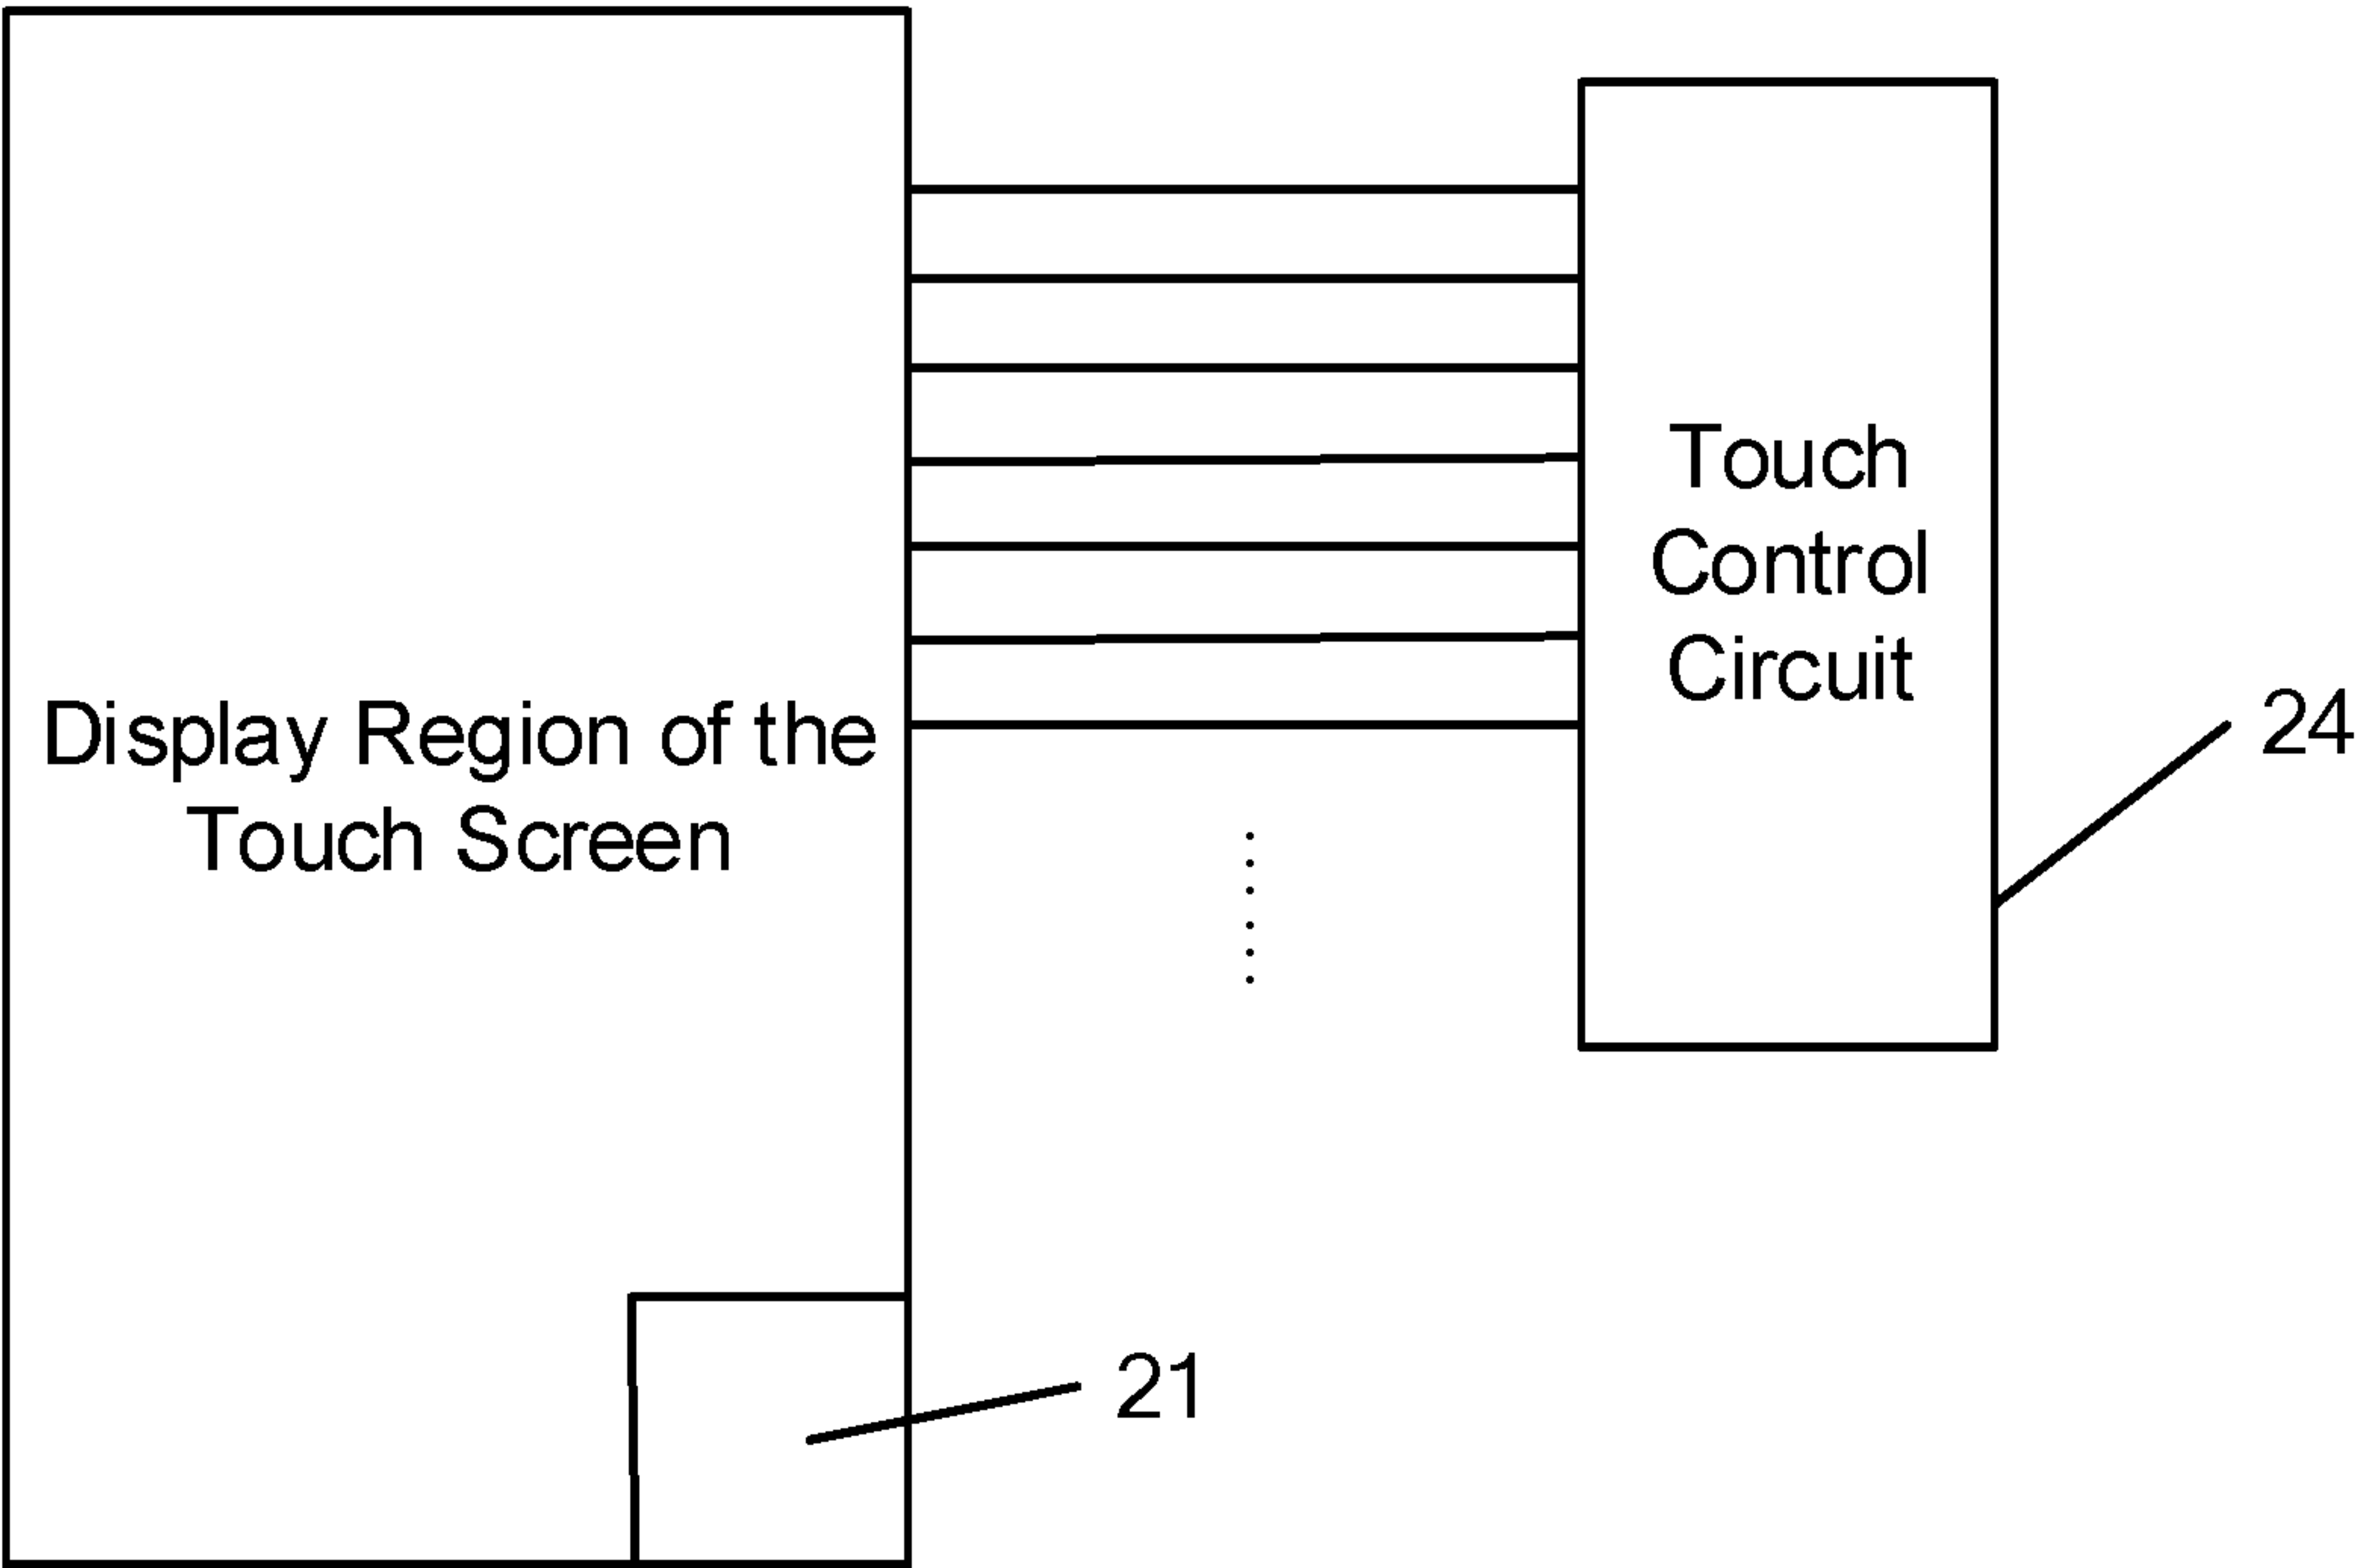 Display Region of the
Touch Screen
Touch
Control
Circuit
24
21